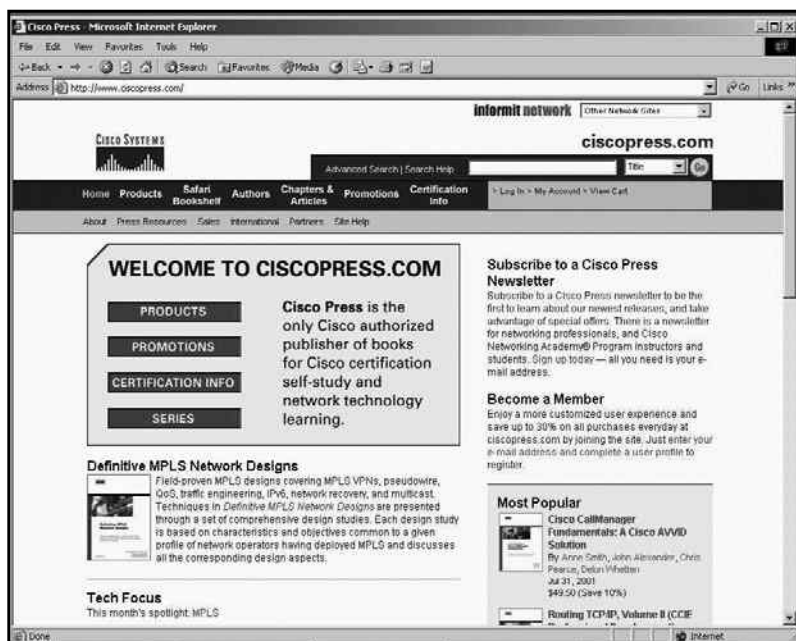 Cisco Press - Microsoft Internet Explorer
File Edit View Favorites Tools Help
Back Search Favorites Media
Address http://www.ciscopress.com/ Go Links »
informit network Other Network Sites
CISCO SYSTEMS
ciscopress.com
Advanced Search | Search Help Title Go
Home Products Safari Bookshelf Authors Chapters & Articles Promotions Certification Info
> Log In > My Account > View Cart
About Press Resources Sales International Partners Site Help
WELCOME TO CISCOPRESS.COM
PRODUCTS
PROMOTIONS
CERTIFICATION INFO
SERIES
Cisco Press is the
only Cisco authorized
publisher of books
for Cisco certification
self-study and
network technology
learning.
Definitive MPLS Network Designs
Field-proven MPLS designs covering MPLS VPNs, pseudowire,
QoS, traffic engineering, IPv6, network recovery, and multicast.
Techniques in Definitive MPLS Network Designs are presented
through a set of comprehensive design studies. Each design study
is based on characteristics and objectives common to a given
profile of network operators having deployed MPLS and discusses
all the corresponding design aspects.
Tech Focus
This month's spotlight: MPLS
Subscribe to a Cisco Press
Newsletter
Subscribe to a Cisco Press newsletter to be the
first to learn about our newest releases, and take
advantage of special offers. There is a newsletter
for networking professionals, and Cisco
Networking Academy® Program Instructors and
students. Sign up today — all you need is your e-
mail address.
Become a Member
Enjoy a more customized user experience and
save up to 30% on all purchases everyday at
ciscopress.com by joining the site. Just enter your
e-mail address and complete a user profile to
register.
Most Popular
Cisco CallManager
Fundamentals: A Cisco AVVID
Solution
By Anne Smith, John Alexander, Chris
Pearce, Delon Whetten
Jul 31, 2001
$49.50 (Save 10%)
Routing TCP/IP, Volume II (CCIE
Done Internet